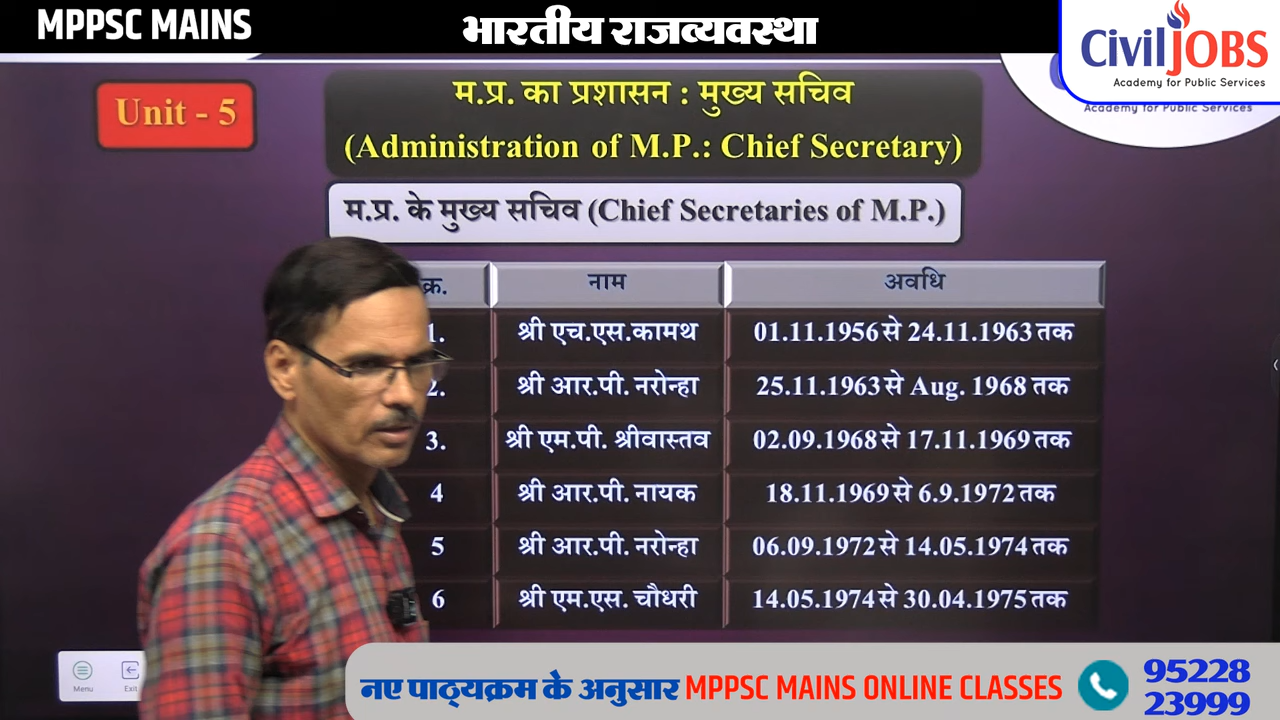 MPPSC MAINS
भारतीय राजव्यवस्था
CivilJOBS
Academy for Public Services
Academy for Public Services
Unit - 5
म.प्र. का प्रशासन : मुख्य सचिव
(Administration of M.P.: Chief Secretary)
म.प्र. के मुख्य सचिव (Chief Secretaries of M.P.)
क्र. नाम अवधि
1. श्री एच.एस.कामथ 01.11.1956 से 24.11.1963 तक
2. श्री आर.पी. नरोन्हा 25.11.1963 से Aug. 1968 तक
3. श्री एम.पी. श्रीवास्तव 02.09.1968 से 17.11.1969 तक
4 श्री आर.पी. नायक 18.11.1969 से 6.9.1972 तक
5 श्री आर.पी. नरोन्हा 06.09.1972 से 14.05.1974 तक
6 श्री एम.एस. चौधरी 14.05.1974 से 30.04.1975 तक
Menu Exit
नए पाठ्यक्रम के अनुसार MPPSC MAINS ONLINE CLASSES
95228
23999